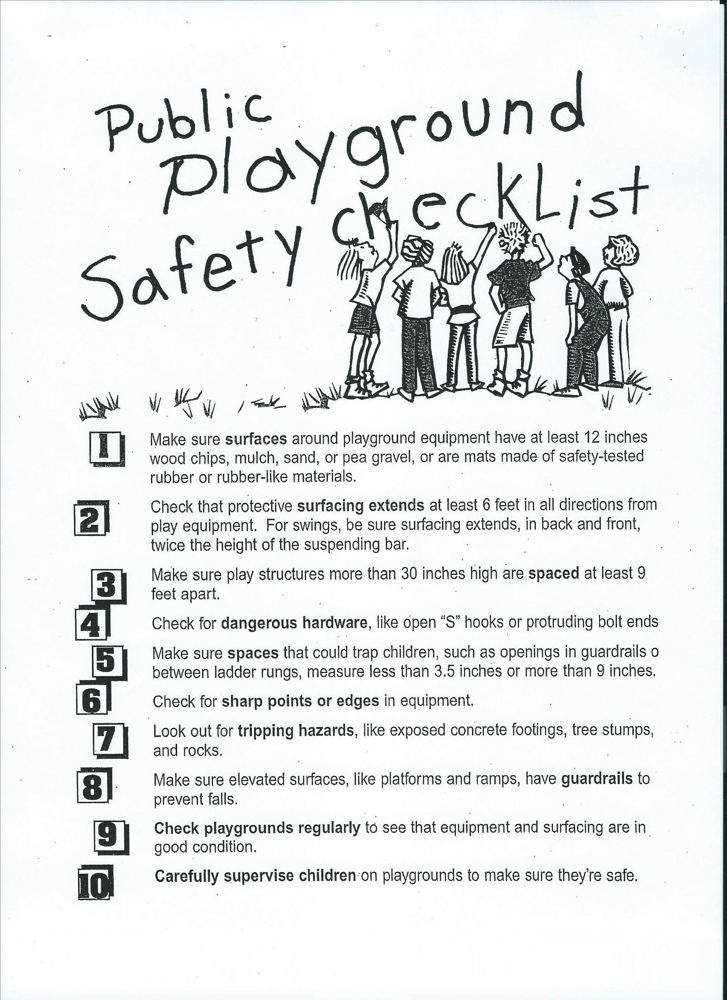 Public
Playground
Safety checkList
1 Make sure surfaces around playground equipment have at least 12 inches
wood chips, mulch, sand, or pea gravel, or are mats made of safety-tested
rubber or rubber-like materials.
2 Check that protective surfacing extends at least 6 feet in all directions from
play equipment. For swings, be sure surfacing extends, in back and front,
twice the height of the suspending bar.
3 Make sure play structures more than 30 inches high are spaced at least 9
feet apart.
4 Check for dangerous hardware, like open “S” hooks or protruding bolt ends
5 Make sure spaces that could trap children, such as openings in guardrails o
between ladder rungs, measure less than 3.5 inches or more than 9 inches.
6 Check for sharp points or edges in equipment.
7 Look out for tripping hazards, like exposed concrete footings, tree stumps,
and rocks.
8 Make sure elevated surfaces, like platforms and ramps, have guardrails to
prevent falls.
9 Check playgrounds regularly to see that equipment and surfacing are in
good condition.
10 Carefully supervise children on playgrounds to make sure they’re safe.